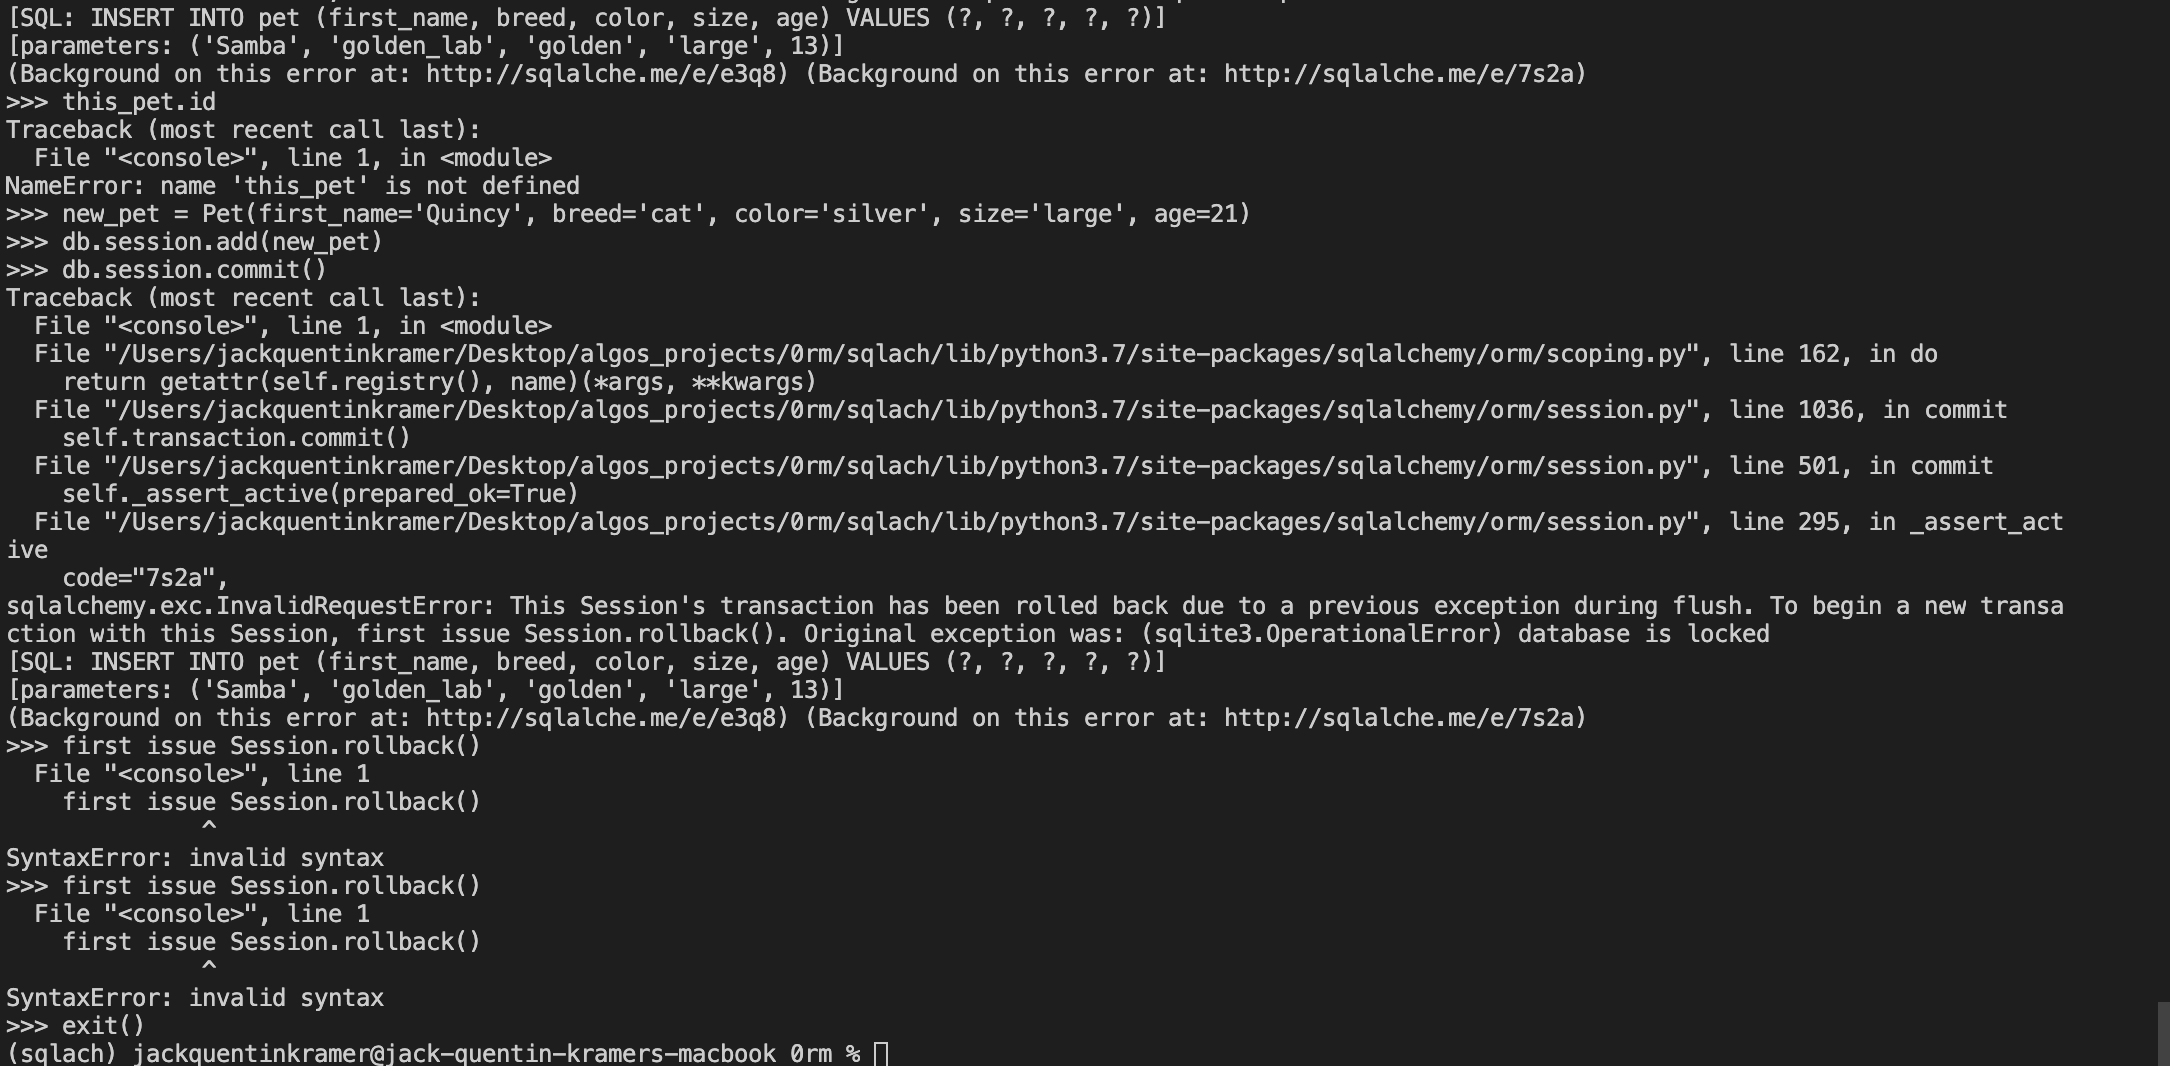 [SQL: INSERT INTO pet (first_name, breed, color, size, age) VALUES (?, ?, ?, ?, ?)]
[parameters: ('Samba', 'golden_lab', 'golden', 'large', 13)]
(Background on this error at: http://sqlalche.me/e/e3q8) (Background on this error at: http://sqlalche.me/e/7s2a)
>>> this_pet.id
Traceback (most recent call last):
  File "<console>", line 1, in <module>
NameError: name 'this_pet' is not defined
>>> new_pet = Pet(first_name='Quincy', breed='cat', color='silver', size='large', age=21)
>>> db.session.add(new_pet)
>>> db.session.commit()
Traceback (most recent call last):
  File "<console>", line 1, in <module>
  File "/Users/jackquentinkramer/Desktop/algos_projects/0rm/sqlach/lib/python3.7/site-packages/sqlalchemy/orm/scoping.py", line 162, in do
    return getattr(self.registry(), name)(*args, **kwargs)
  File "/Users/jackquentinkramer/Desktop/algos_projects/0rm/sqlach/lib/python3.7/site-packages/sqlalchemy/orm/session.py", line 1036, in commit
    self.transaction.commit()
  File "/Users/jackquentinkramer/Desktop/algos_projects/0rm/sqlach/lib/python3.7/site-packages/sqlalchemy/orm/session.py", line 501, in commit
    self._assert_active(prepared_ok=True)
  File "/Users/jackquentinkramer/Desktop/algos_projects/0rm/sqlach/lib/python3.7/site-packages/sqlalchemy/orm/session.py", line 295, in _assert_act
ive
    code="7s2a",
sqlalchemy.exc.InvalidRequestError: This Session's transaction has been rolled back due to a previous exception during flush. To begin a new transa
ction with this Session, first issue Session.rollback(). Original exception was: (sqlite3.OperationalError) database is locked
[SQL: INSERT INTO pet (first_name, breed, color, size, age) VALUES (?, ?, ?, ?, ?)]
[parameters: ('Samba', 'golden_lab', 'golden', 'large', 13)]
(Background on this error at: http://sqlalche.me/e/e3q8) (Background on this error at: http://sqlalche.me/e/7s2a)
>>> first issue Session.rollback()
  File "<console>", line 1
    first issue Session.rollback()
              ^
SyntaxError: invalid syntax
>>> first issue Session.rollback()
  File "<console>", line 1
    first issue Session.rollback()
              ^
SyntaxError: invalid syntax
>>> exit()
(sqlach) jackquentinkramer@jack-quentin-kramers-macbook 0rm %